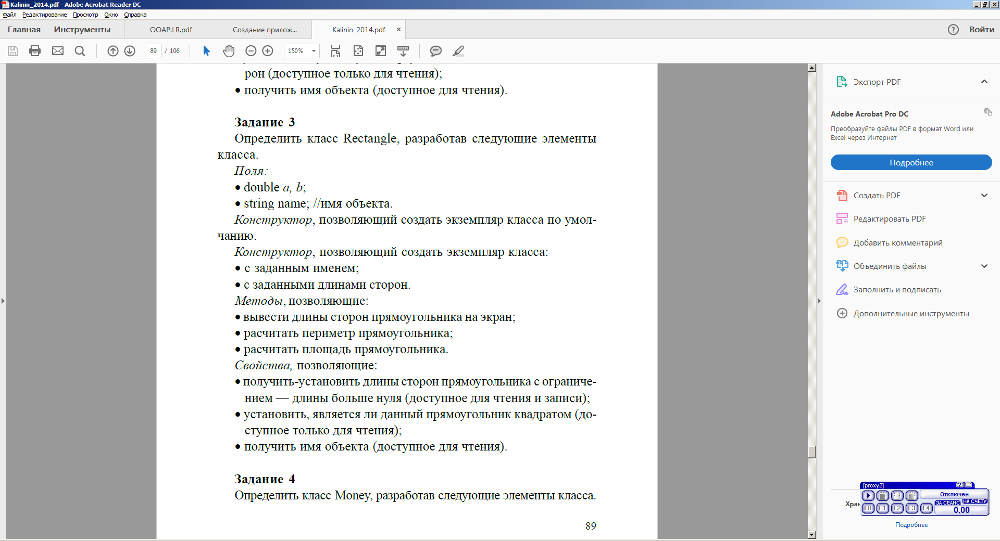 Kalinin_2014.pdf - Adobe Acrobat Reader DC
Файл Редактирование Просмотр Окно Справка
Главная Инструменты OOAP.LR.pdf Создание прилож... Kalinin_2014.pdf × Войти
89 / 106 150%
рон (доступное только для чтения);
• получить имя объекта (доступное для чтения).
Задание 3
Определить класс Rectangle, разработав следующие элементы
класса.
Поля:
• double a, b;
• string name; //имя объекта.
Конструктор, позволяющий создать экземпляр класса по умол-
чанию.
Конструктор, позволяющий создать экземпляр класса:
• с заданным именем;
• с заданными длинами сторон.
Методы, позволяющие:
• вывести длины сторон прямоугольника на экран;
• расчитать периметр прямоугольника;
• расчитать площадь прямоугольника.
Свойства, позволяющие:
• получить-установить длины сторон прямоугольника с ограниче-
нием — длины больше нуля (доступное для чтения и записи);
• установить, является ли данный прямоугольник квадратом (до-
ступное только для чтения);
• получить имя объекта (доступное для чтения).
Задание 4
Определить класс Money, разработав следующие элементы класса.
89
Экспорт PDF
Adobe Acrobat Pro DC
Преобразуйте файлы PDF в формат Word или
Excel через Интернет
Подробнее
Создать PDF
Редактировать PDF
Добавить комментарий
Объединить файлы
Заполнить и подписать
Дополнительные инструменты
[proxy2]
Отключен
Хран
ЗА СЕАНС НА СЧЕТУ
F0 F1 F2 F3 F4 0,00
Подробнее